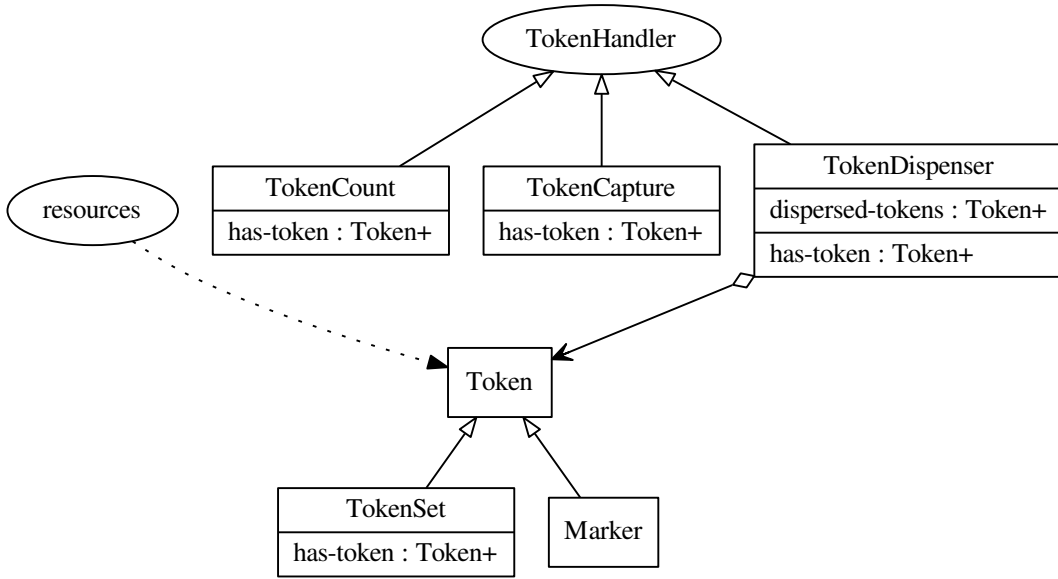 TokenHandler
TokenCount
has-token : Token+
TokenCapture
has-token : Token+
TokenDispenser
dispersed-tokens : Token+
has-token : Token+
resources
Token
TokenSet
has-token : Token+
Marker